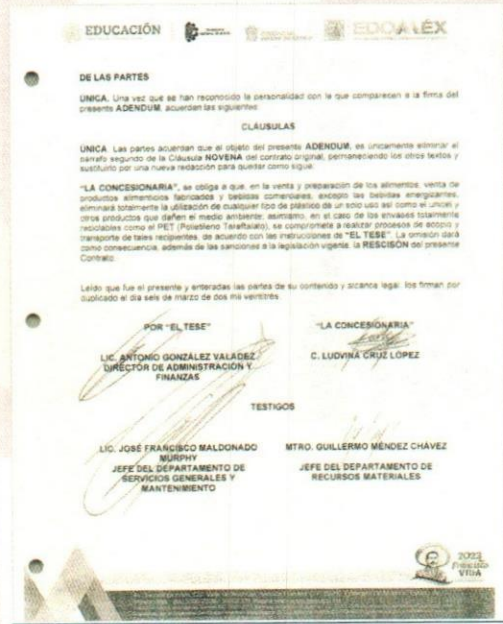 EDUCACIÓN
EDOMÉX
DE LAS PARTES
ÚNICA. Una vez que se han reconocido la personalidad con la que comparecen a la firma del
presente ADENDUM, acuerdan las siguientes:
CLÁUSULAS
ÚNICA. Las partes acuerdan que el objeto del presente ADENDUM, es únicamente eliminar el
párrafo segundo de la Cláusula NOVENA del contrato original, permaneciendo los otros textos y
sustituirlo por una nueva redacción para quedar como sigue:
"LA CONCESIONARIA", se obliga a que, en la venta y preparación de los alimentos, venta de
productos alimenticios fabricados y bebidas comerciales, excepto las bebidas energizantes,
eliminará totalmente la utilización de cualquier tipo de plástico de un solo uso así como el unicel y
otros productos que dañen el medio ambiente; asimismo, en el caso de los envases totalmente
reciclables como el PET (Polietileno Tereftalato), se compromete a realizar procesos de acopio y
transporte de tales recipientes, de acuerdo con las instrucciones de "EL TESE". La omisión dará
como consecuencia, además de las sanciones a la legislación vigente, la RESCISIÓN del presente
Contrato.
Leído que fue el presente y enteradas las partes de su contenido y alcance legal, los firman por
duplicado el día seis de marzo de dos mil veintitrés.
POR "EL TESE"
"LA CONCESIONARIA"
LIC. ANTONIO GONZÁLEZ VALADEZ
DIRECTOR DE ADMINISTRACIÓN Y
FINANZAS
C. LUDVINA CRUZ LÓPEZ
TESTIGOS
LIC. JOSÉ FRANCISCO MALDONADO
MURPHY
JEFE DEL DEPARTAMENTO DE
SERVICIOS GENERALES Y
MANTENIMIENTO
MTRO. GUILLERMO MÉNDEZ CHÁVEZ
JEFE DEL DEPARTAMENTO DE
RECURSOS MATERIALES
2023
Francisco
VILLA